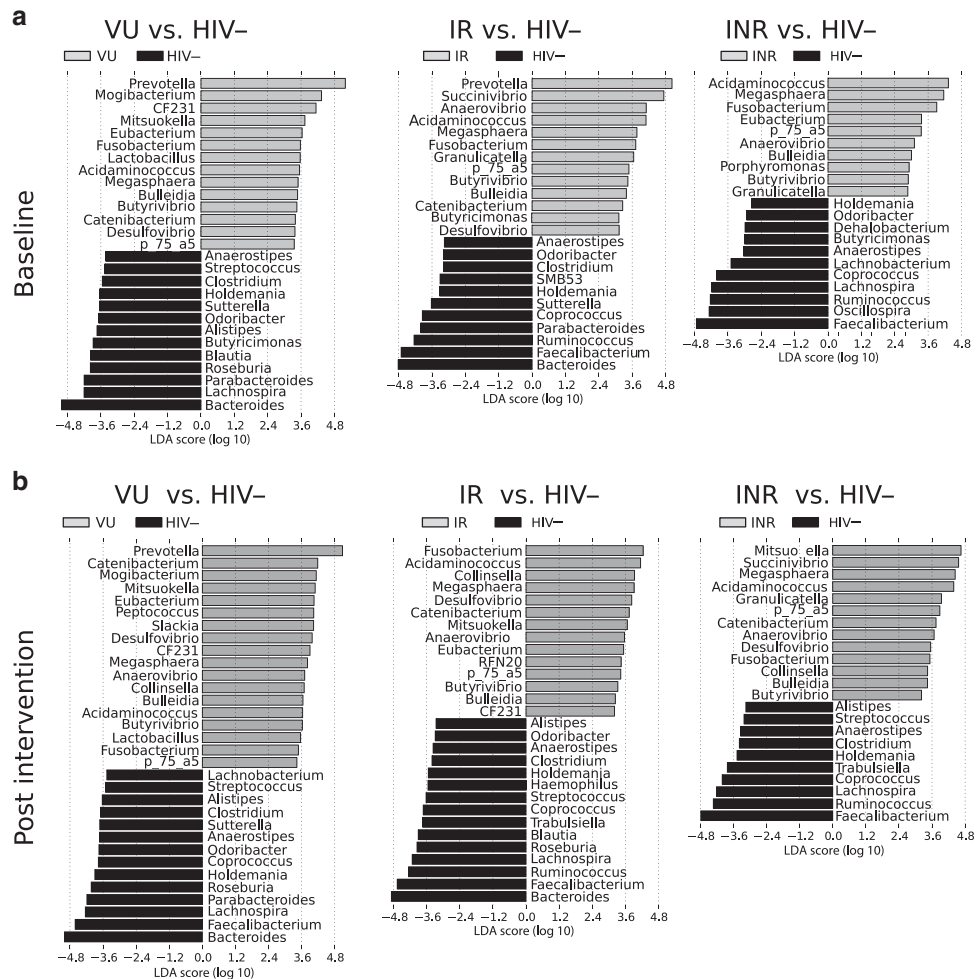 a
VU vs. HIV–
VU HIV–
Prevotella
Mogibacterium
CF231
Mitsuokella
Eubacterium
Fusobacterium
Lactobacillus
Acidaminococcus
Megasphaera
Bulleidia
Butyrivibrio
Catenibacterium
Desulfovibrio
p_75_a5
Anaerostipes
Streptococcus
Clostridium
Holdemania
Sutterella
Odoribacter
Alistipes
Butyricimonas
Blautia
Roseburia
Parabacteroides
Lachnospira
Bacteroides
−4.8 −3.6 −2.4 −1.2 0.0 1.2 2.4 3.6 4.8
LDA score (log 10)
IR vs. HIV–
IR HIV–
Prevotella
Succinivibrio
Anaerovibrio
Acidaminococcus
Megasphaera
Fusobacterium
Granulicatella
p_75_a5
Butyrivibrio
Bulleidia
Catenibacterium
Butyricimonas
Desulfovibrio
Anaerostipes
Odoribacter
Clostridium
SMB53
Holdemania
Sutterella
Coprococcus
Parabacteroides
Ruminococcus
Faecalibacterium
Bacteroides
−4.8 −3.6 −2.4 −1.2 0.0 1.2 2.4 3.6 4.8
LDA score (log 10)
INR vs. HIV–
INR HIV–
Acidaminococcus
Megasphaera
Fusobacterium
Eubacterium
p_75_a5
Anaerovibrio
Bulleidia
Porphyromonas
Butyrivibrio
Granulicatella
Holdemania
Odoribacter
Dehalobacterium
Butyricimonas
Anaerostipes
Lachnobacterium
Coprococcus
Lachnospira
Ruminococcus
Oscillospira
Faecalibacterium
−4.8 −3.6 −2.4 −1.2 0.0 1.2 2.4 3.6 4.8
LDA score (log 10)
Baseline
b
VU vs. HIV–
VU HIV–
Prevotella
Catenibacterium
Mogibacterium
Mitsuokella
Eubacterium
Peptococcus
Slackia
Desulfovibrio
CF231
Megasphaera
Anaerovibrio
Collinsella
Bulleidia
Acidaminococcus
Butyrivibrio
Lactobacillus
Fusobacterium
p_75_a5
Lachnobacterium
Streptococcus
Alistipes
Clostridium
Sutterella
Anaerostipes
Odoribacter
Coprococcus
Holdemania
Roseburia
Parabacteroides
Lachnospira
Faecalibacterium
Bacteroides
−4.8 −3.6 −2.4 −1.2 0.0 1.2 2.4 3.6 4.8
LDA score (log 10)
IR vs. HIV–
IR HIV–
Fusobacterium
Acidaminococcus
Collinsella
Megasphaera
Desulfovibrio
Catenibacterium
Mitsuokella
Anaerovibrio
Eubacterium
RFN20
p_75_a5
Butyrivibrio
Bulleidia
CF231
Alistipes
Odoribacter
Anaerostipes
Clostridium
Holdemania
Haemophilus
Streptococcus
Coprococcus
Trabulsiella
Blautia
Roseburia
Lachnospira
Ruminococcus
Faecalibacterium
Bacteroides
−4.8 −3.6 −2.4 −1.2 0.0 1.2 2.4 3.6 4.8
LDA score (log 10)
INR vs. HIV–
INR HIV–
Mitsuo ella
Succinivibrio
Megasphaera
Acidaminococcus
Granulicatella
p_75_a5
Catenibacterium
Anaerovibrio
Desulfovibrio
Fusobacterium
Collinsella
Bulleidia
Butyrivibrio
Alistipes
Streptococcus
Anaerostipes
Clostridium
Holdemania
Trabulsiella
Coprococcus
Lachnospira
Ruminococcus
Faecalibacterium
−4.8 −3.6 −2.4 −1.2 0.0 1.2 2.4 3.6 4.8
LDA score (log 10)
Post intervention